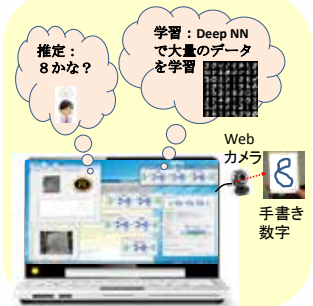 推定：
８かな？
学習：Deep NN
で大量のデータ
を学習
Web
カメラ
手書き
数字